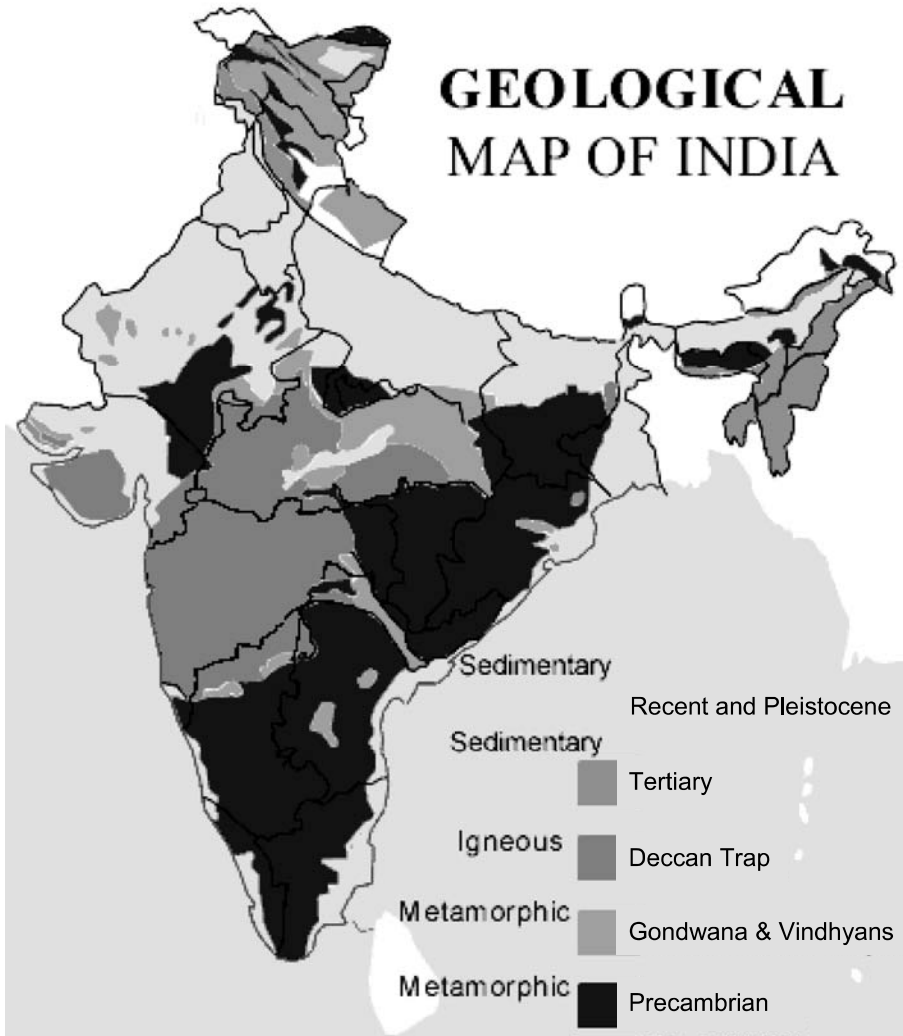 GEOLOGICAL
MAP OF INDIA
Sedimentary
Recent and Pleistocene
Sedimentary
Tertiary
Igneous
Deccan Trap
Metamorphic
Gondwana & Vindhyans
Metamorphic
Precambrian